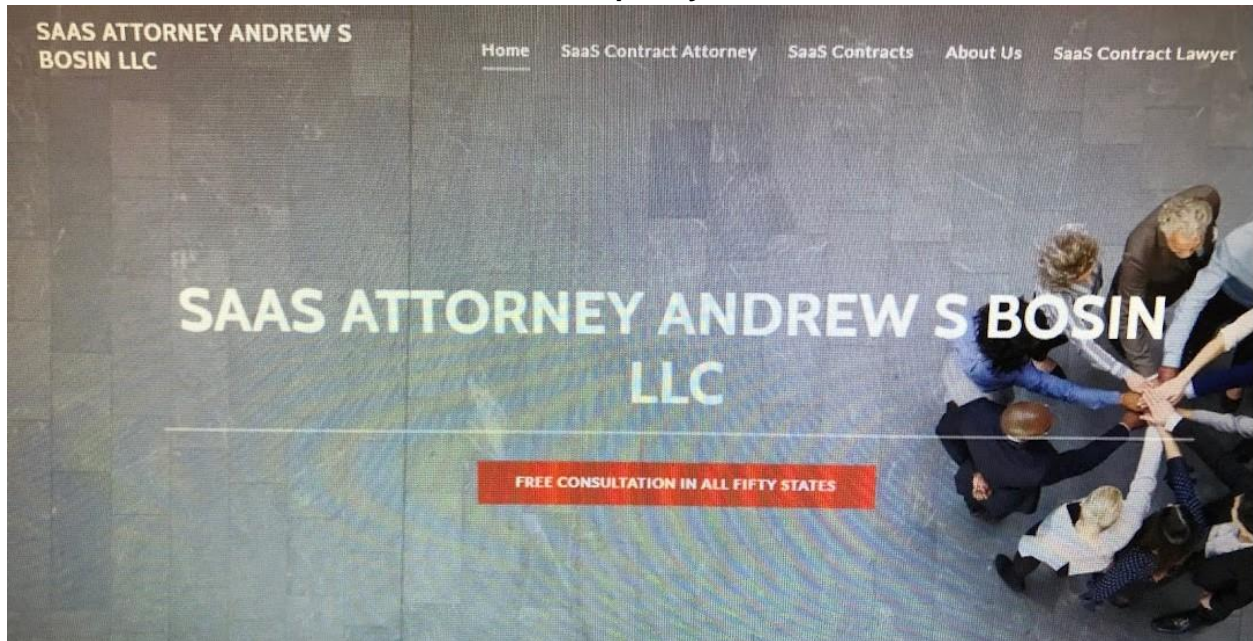 SAAS ATTORNEY ANDREW S
BOSIN LLC
Home SaaS Contract Attorney SaaS Contracts About Us SaaS Contract Lawyer
SAAS ATTORNEY ANDREW S BOSIN
LLC
FREE CONSULTATION IN ALL FIFTY STATES